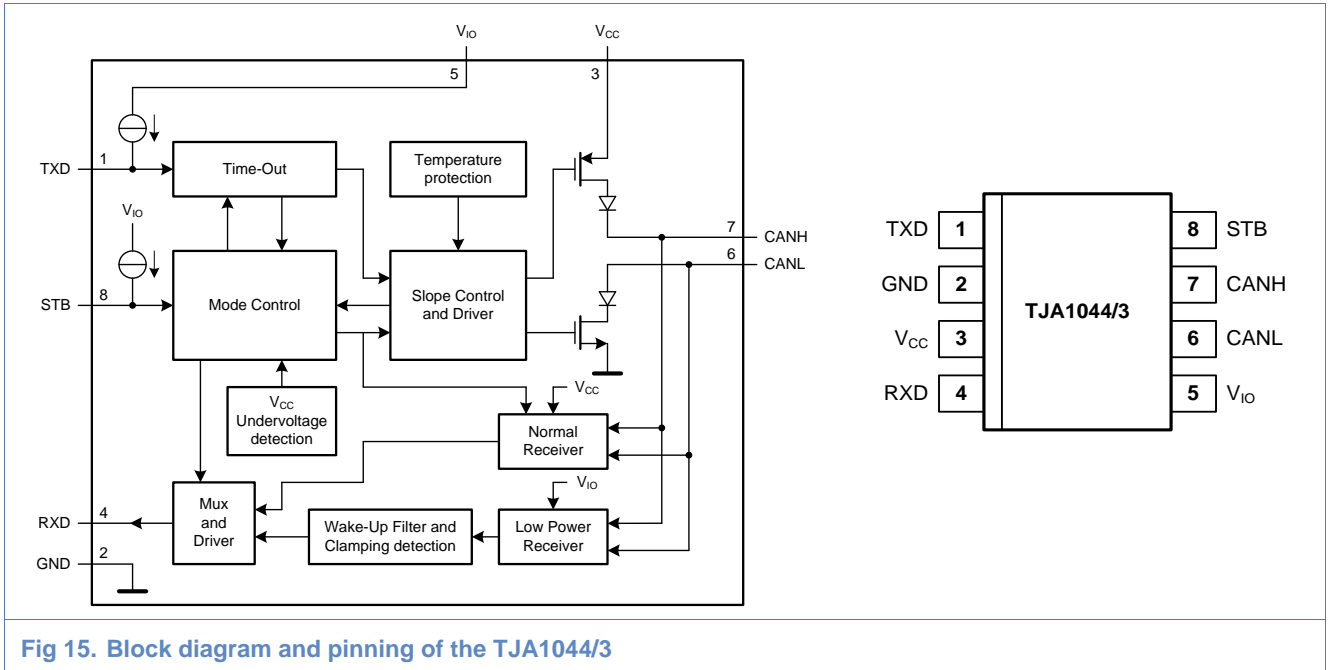 VIO
VCC
5
3
TXD
1
Time-Out
Temperature
protection
VIO
7
CANH
6
CANL
STB
8
Mode Control
Slope Control
and Driver
VCC
Undervoltage
detection
VCC
Normal
Receiver
VIO
RXD
4
Mux
and
Driver
Wake-Up Filter and
Clamping detection
Low Power
Receiver
GND
2
TXD 1
GND 2
VCC 3
RXD 4
TJA1044/3
8 STB
7 CANH
6 CANL
5 VIO
Fig 15. Block diagram and pinning of the TJA1044/3